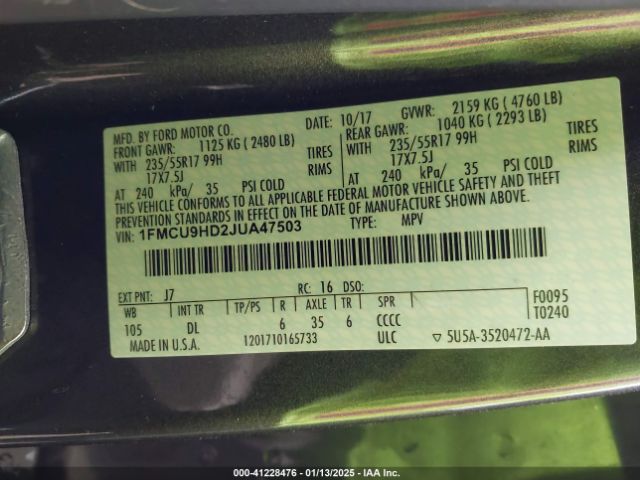 MFD. BY FORD MOTOR CO. DATE: 10/17 GVWR: 2159 KG ( 4760 LB)
FRONT GAWR: 1125 KG ( 2480 LB) REAR GAWR: 1040 KG ( 2293 LB)
WITH 235/55R17 99H TIRES WITH 235/55R17 99H TIRES
17X7.5J 17X7.5J
AT 240 kPa/ 35 PSI COLD AT 240 kPa/ 35 PSI COLD
THIS VEHICLE CONFORMS TO ALL APPLICABLE FEDERAL MOTOR VEHICLE SAFETY AND THEFT
PREVENTION STANDARDS IN EFFECT ON THE DATE OF MANUFACTURE SHOWN ABOVE.
VIN: 1FMCU9HD2JUA47503 TYPE: MPV
EXT PNT: J7 RC: 16 DSO: F0095
WB INT TR TP/PS R AXLE TR SPR T0240
105 DL 6 35 6 CCCC
MADE IN U.S.A. 1201710165733 ULC ▽ 5U5A-3520472-AA
000-41228476 — 01/13/2025 — IAA Inc.